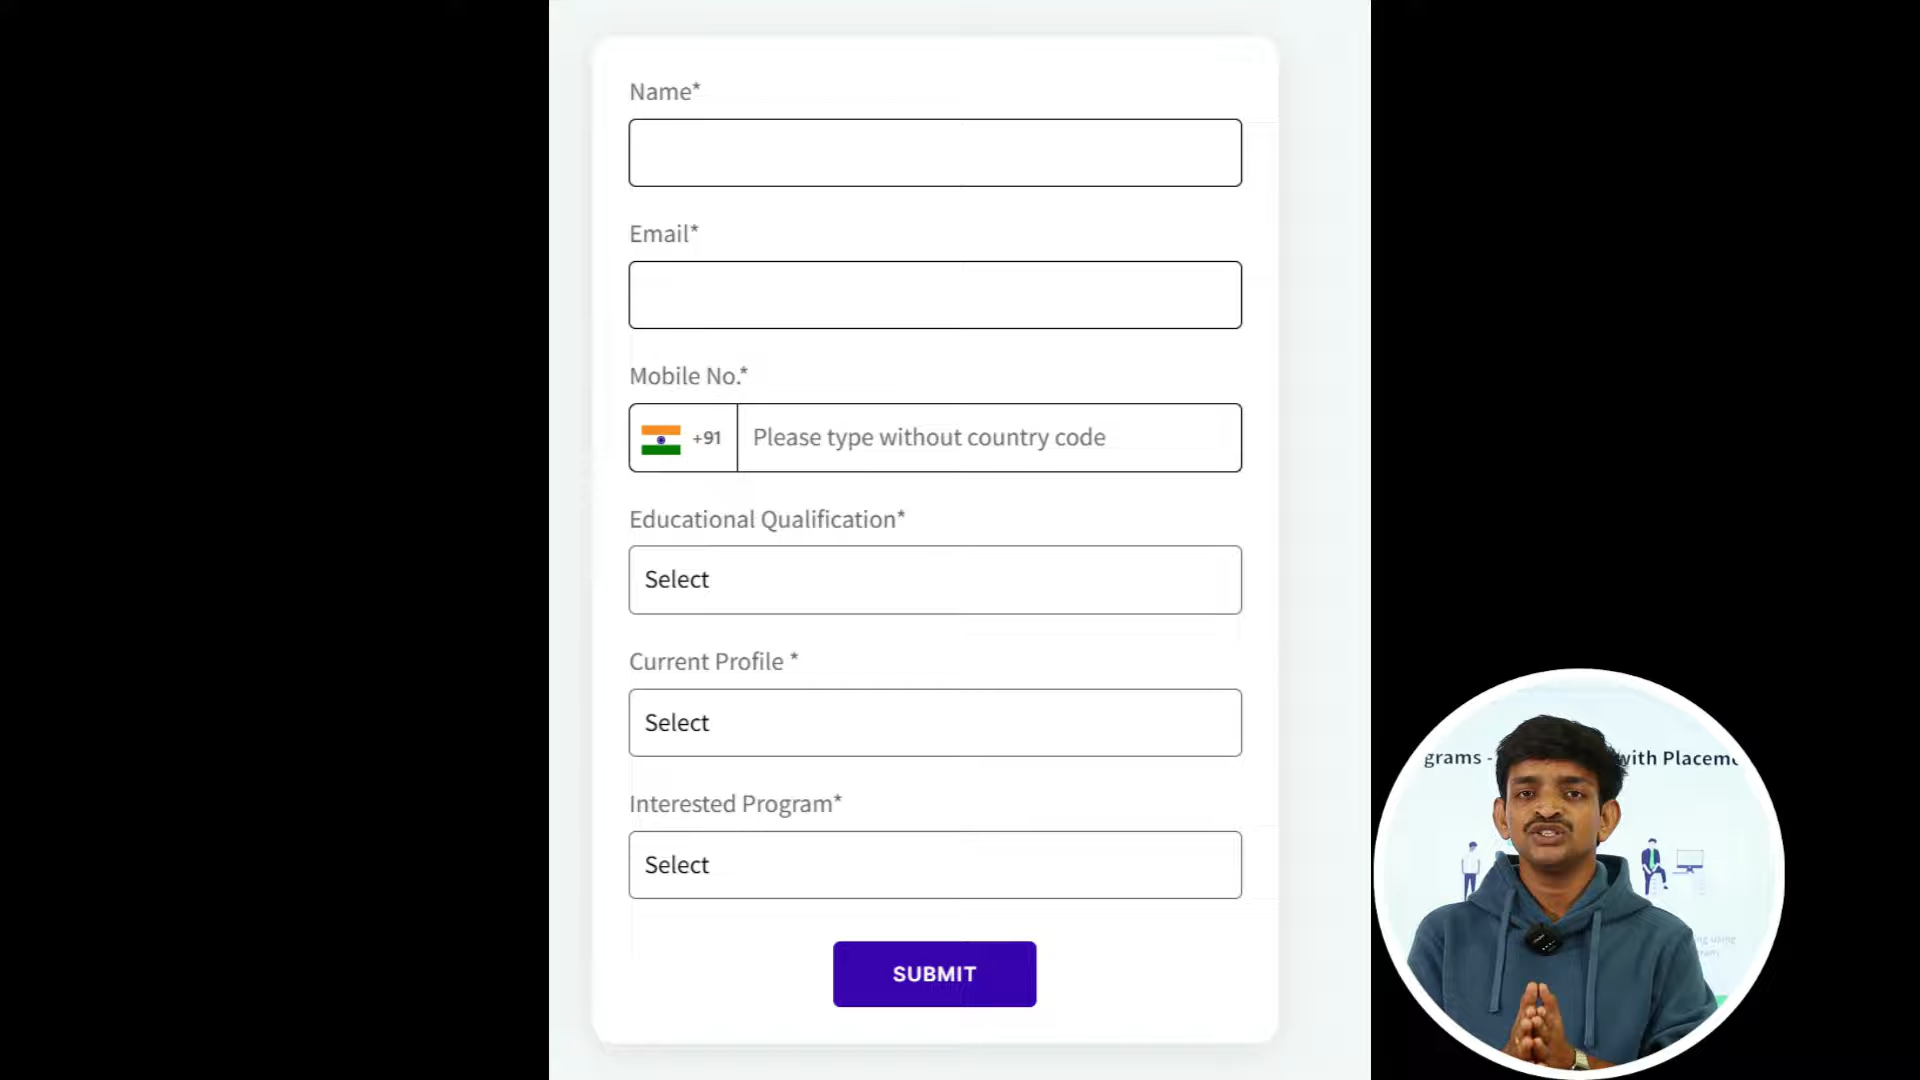 Name*
Email*
Mobile No.*
+91
Please type without country code
Educational Qualification*
Select
Current Profile *
Select
Interested Program*
Select
SUBMIT
grams -
with Placem